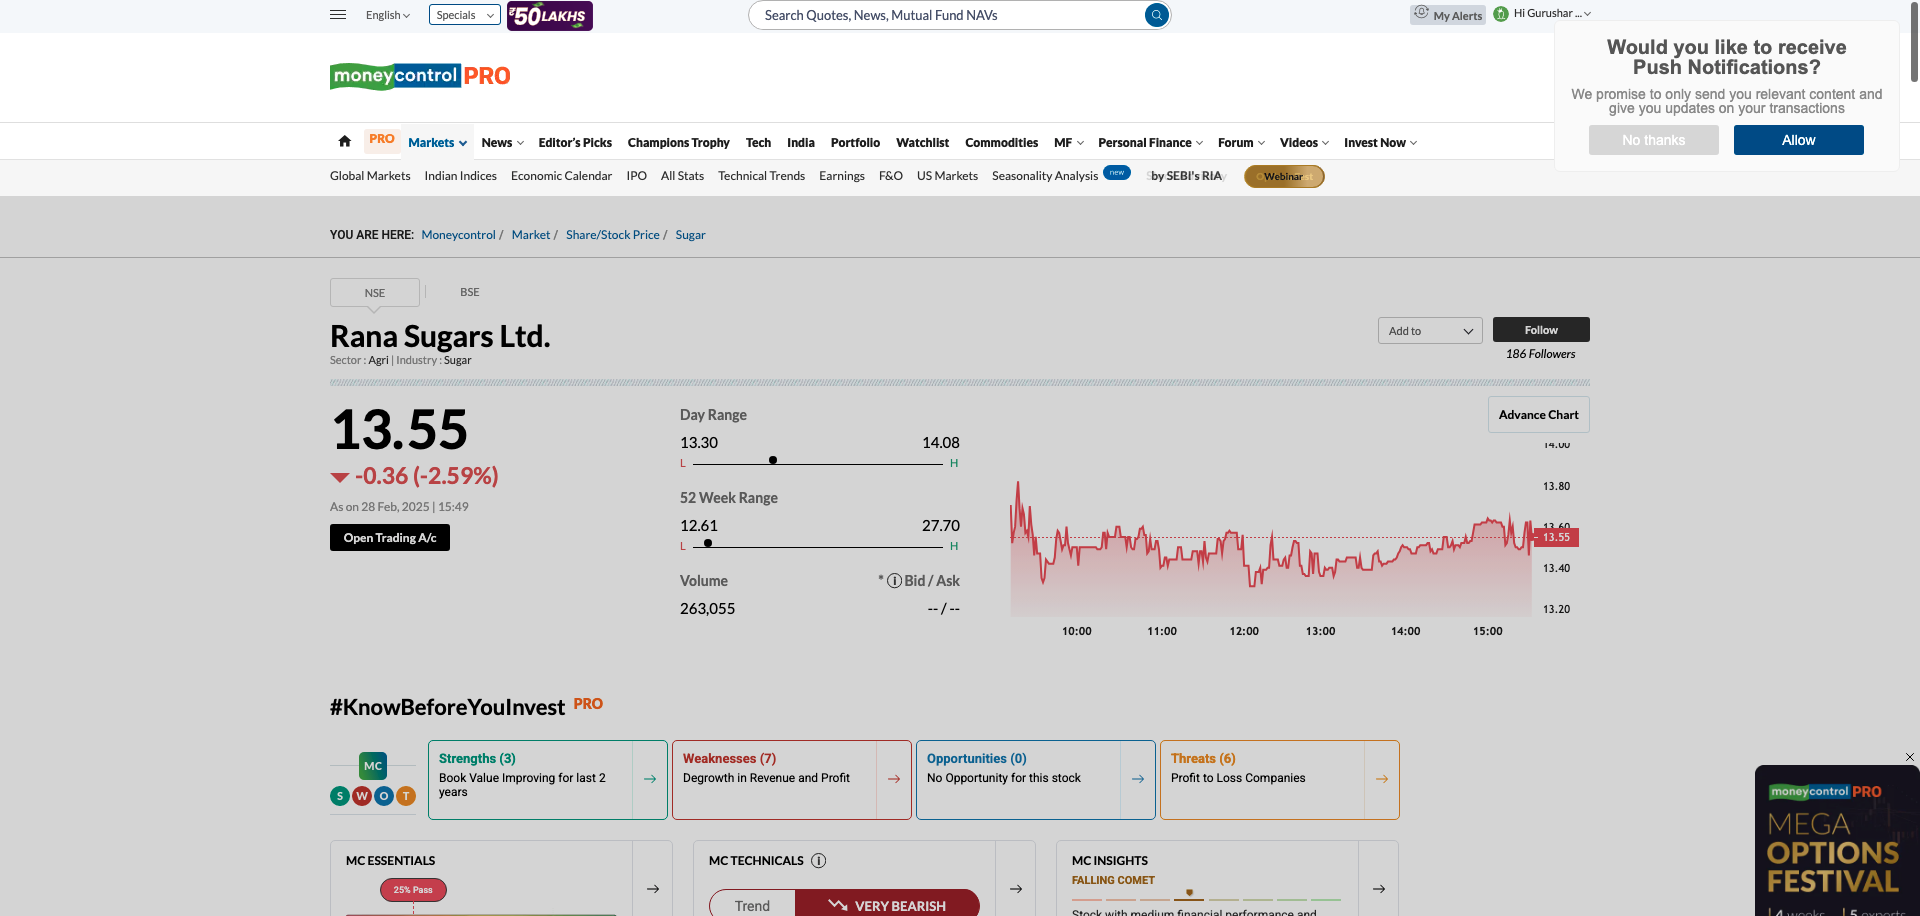 English
Specials
₹50LAKHS
Search Quotes, News, Mutual Fund NAVs
My Alerts
Hi Gurushar ...
Would you like to receive
Push Notifications?
We promise to only send you relevant content and
give you updates on your transactions
No thanks
Allow
moneycontrol PRO
PRO
Markets
News
Editor's Picks
Champions Trophy
Tech
India
Portfolio
Watchlist
Commodities
MF
Personal Finance
Forum
Videos
Invest Now
Global Markets
Indian Indices
Economic Calendar
IPO
All Stats
Technical Trends
Earnings
F&O
US Markets
Seasonality Analysis
new
by SEBI's RIA
Webinar
YOU ARE HERE: Moneycontrol / Market / Share/Stock Price / Sugar
NSE
BSE
Rana Sugars Ltd.
Sector : Agri | Industry : Sugar
Add to
Follow
186 Followers
13.55
-0.36 (-2.59%)
As on 28 Feb, 2025 | 15:49
Open Trading A/c
Day Range
13.30 14.08
L H
52 Week Range
12.61 27.70
L H
Volume * i Bid / Ask
263,055 -- / --
Advance Chart
14.00
13.80
13.60
13.55
13.40
13.20
10:00 11:00 12:00 13:00 14:00 15:00
#KnowBeforeYouInvest PRO
MC
S W O T
Strengths (3)
Book Value Improving for last 2
years
Weaknesses (7)
Degrowth in Revenue and Profit
Opportunities (0)
No Opportunity for this stock
Threats (6)
Profit to Loss Companies
MC ESSENTIALS
25% Pass
MC TECHNICALS i
Trend
VERY BEARISH
MC INSIGHTS
FALLING COMET
Stock with medium financial performance and
moneycontrol PRO
MEGA
OPTIONS
FESTIVAL
4 weeks 5 experts